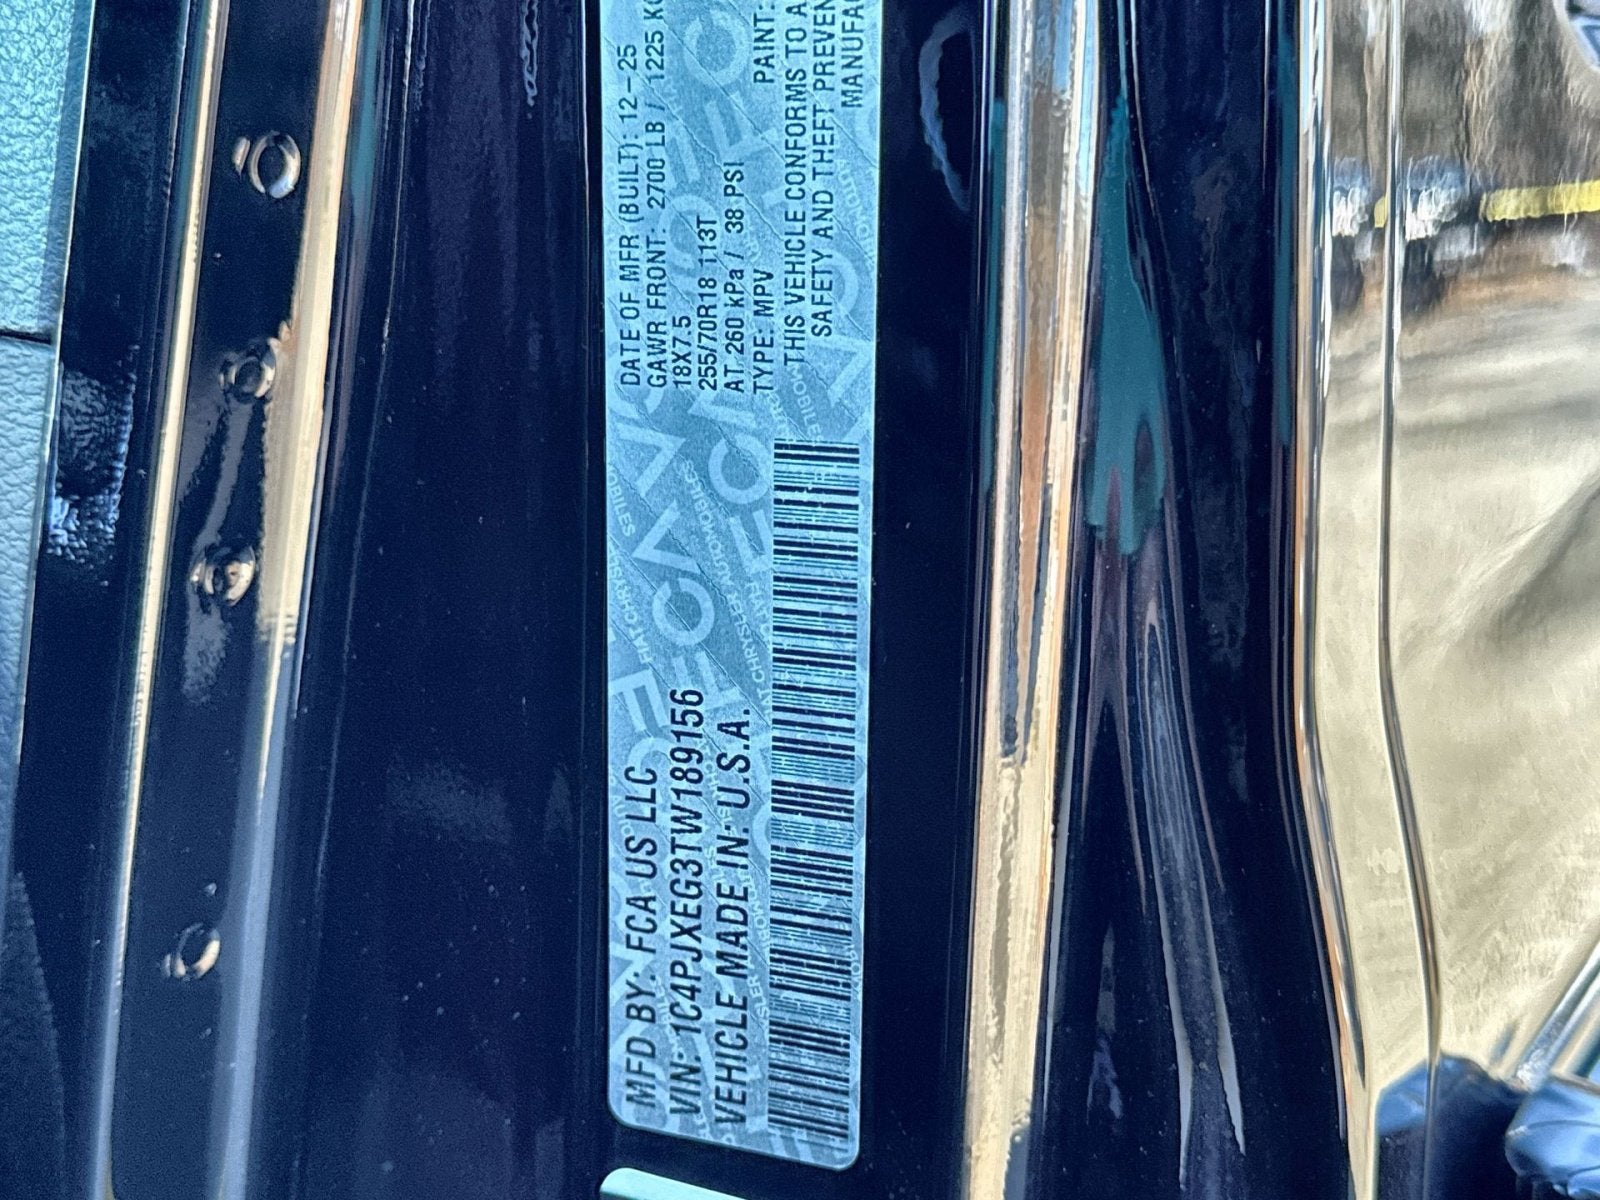 MFD BY: FCA US LLC
VIN: 1C4PJXEG3TW189156
VEHICLE MADE IN: U.S.A.
DATE OF MFR (BUILT): 12-25
GAWR FRONT: 2700 LB / 1225 KG
18X7.5
255/70R18 113T
AT: 260 kPa / 38 PSI
TYPE: MPV PAINT:
THIS VEHICLE CONFORMS TO A
SAFETY AND THEFT PREVEN
MANUFAC